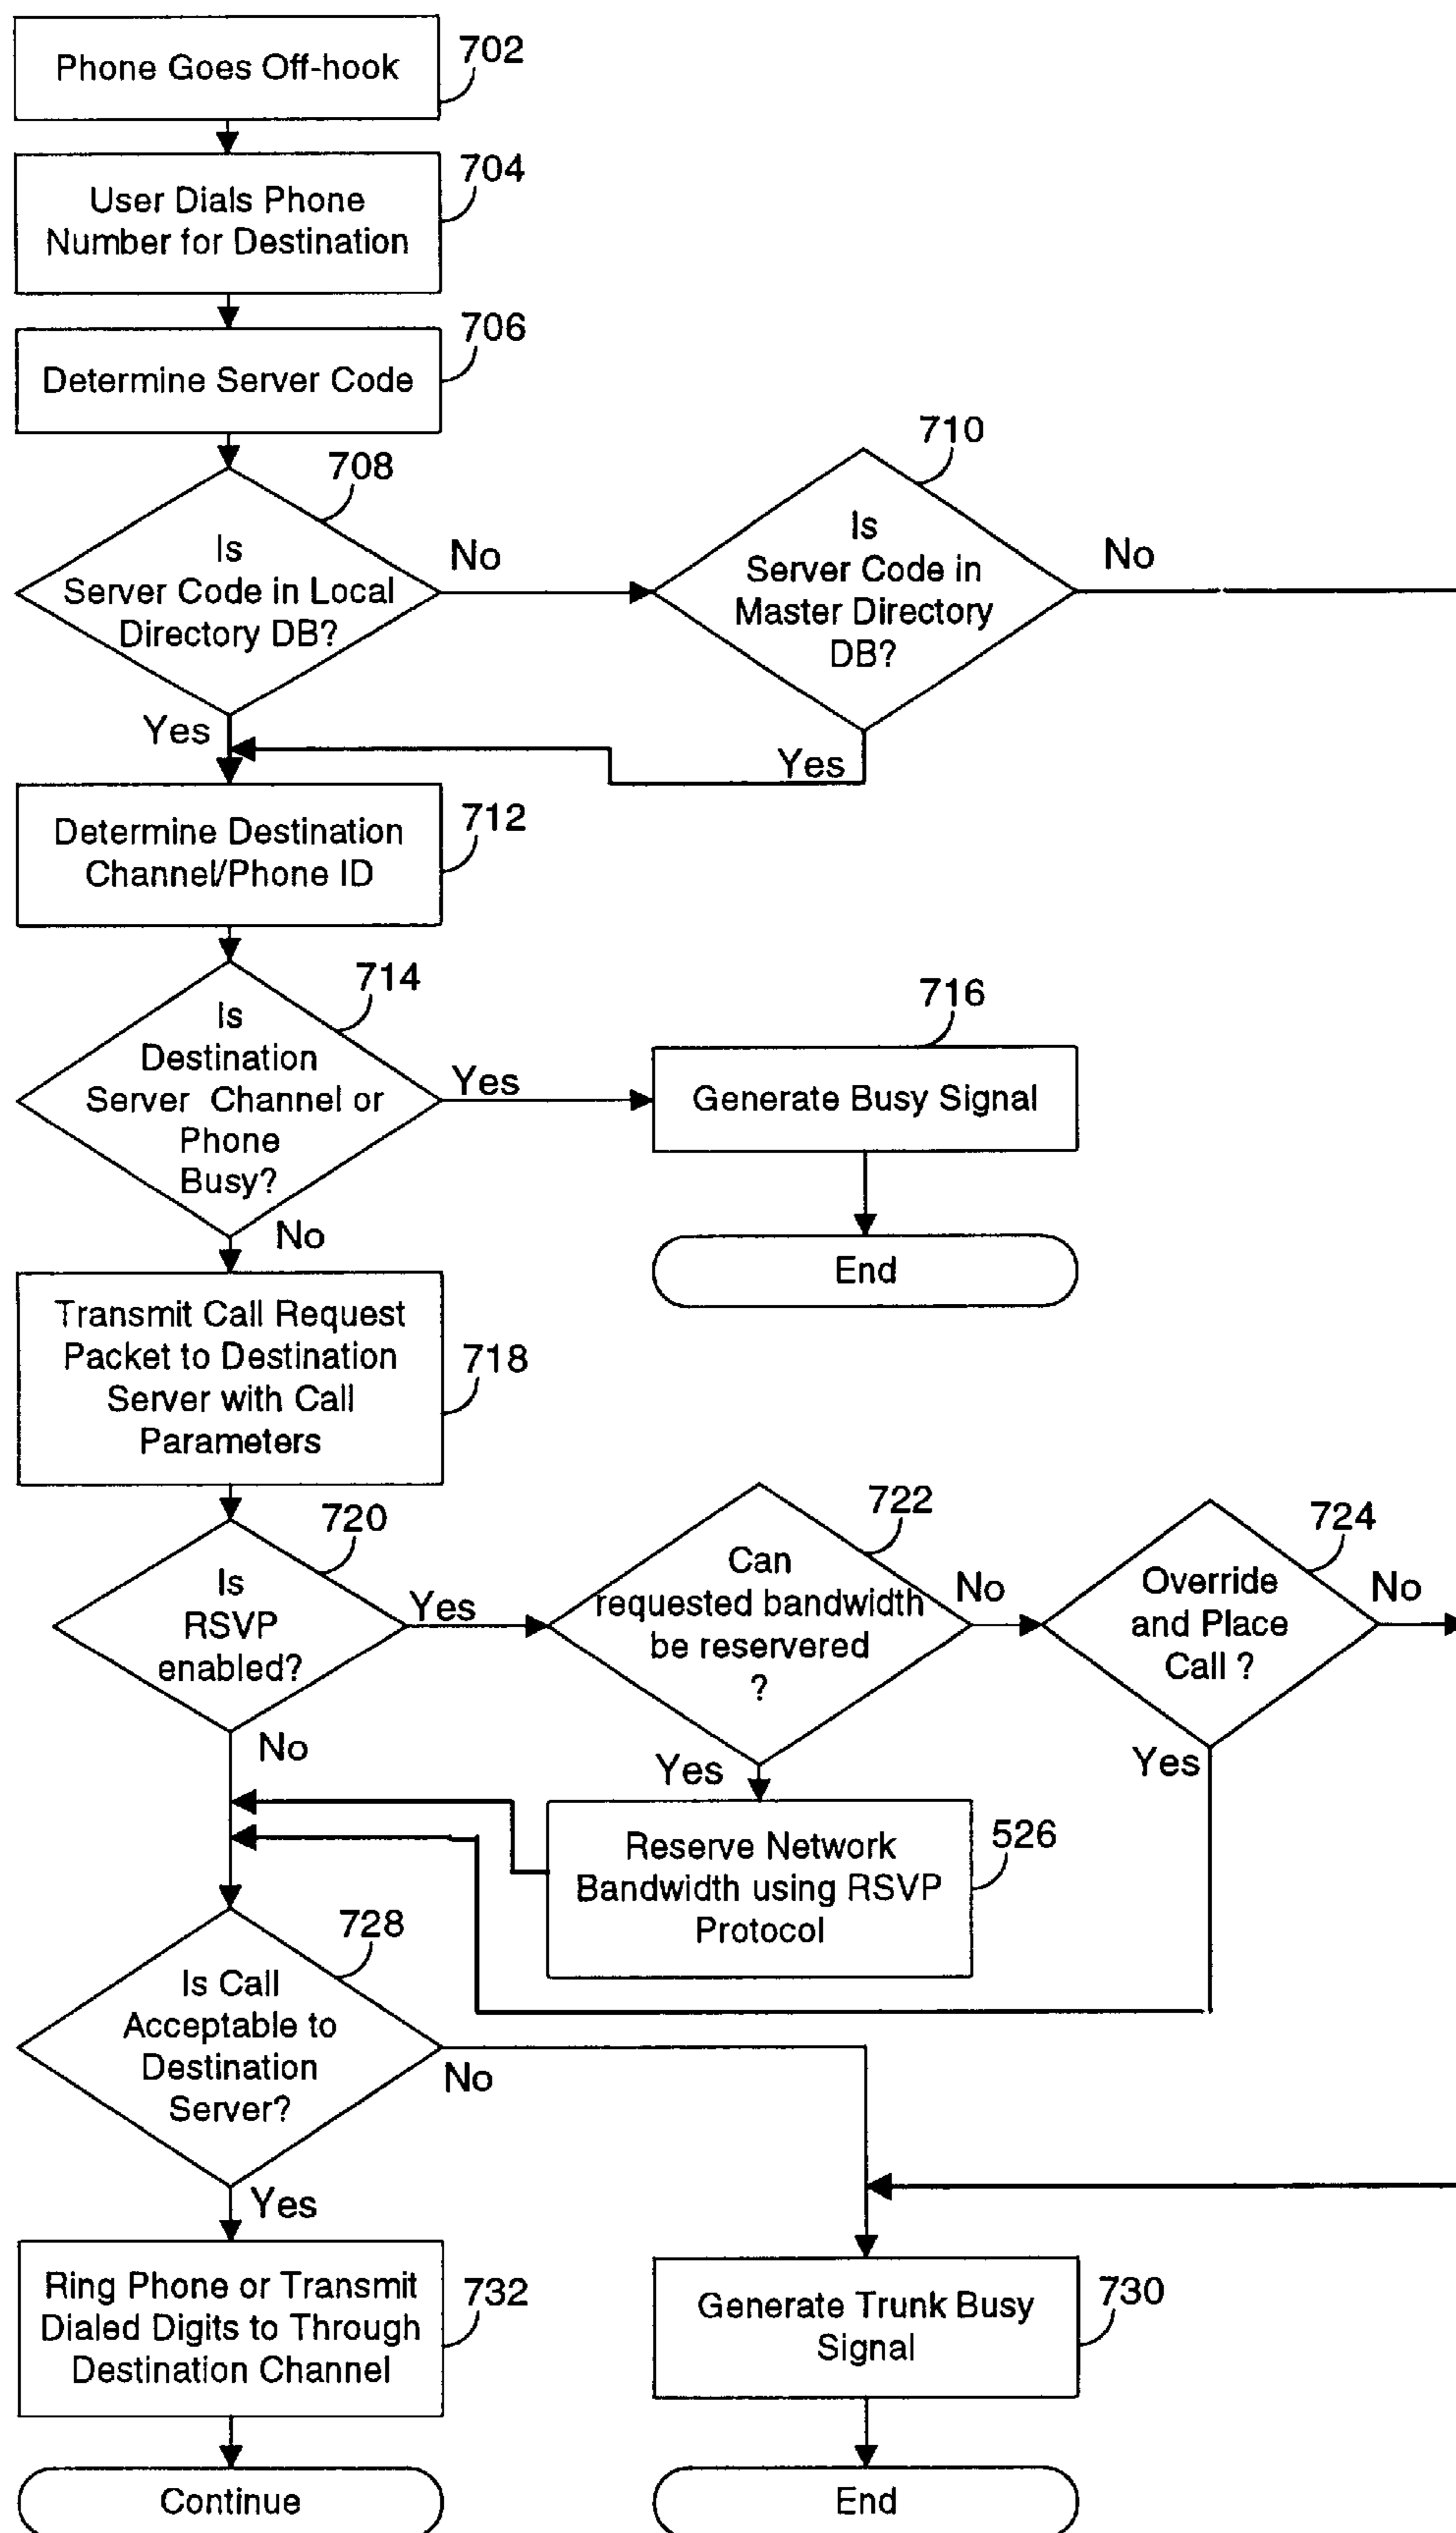 Phone Goes Off-hook
702
User Dials Phone
Number for Destination
704
Determine Server Code
706
Is
Server Code in Local
Directory DB?
708
No
Yes
Is
Server Code in
Master Directory
DB?
710
No
Yes
Determine Destination
Channel/Phone ID
712
Is
Destination
Server Channel or
Phone
Busy?
714
Yes
No
Generate Busy Signal
716
End
Transmit Call Request
Packet to Destination
Server with Call
Parameters
718
Is
RSVP
enabled?
720
Yes
No
Can
requested bandwidth
be reservered
?
722
No
Yes
Override
and Place
Call ?
724
No
Yes
Reserve Network
Bandwidth using RSVP
Protocol
526
Is Call
Acceptable to
Destination
Server?
728
No
Yes
Ring Phone or Transmit
Dialed Digits to Through
Destination Channel
732
Generate Trunk Busy
Signal
730
Continue
End